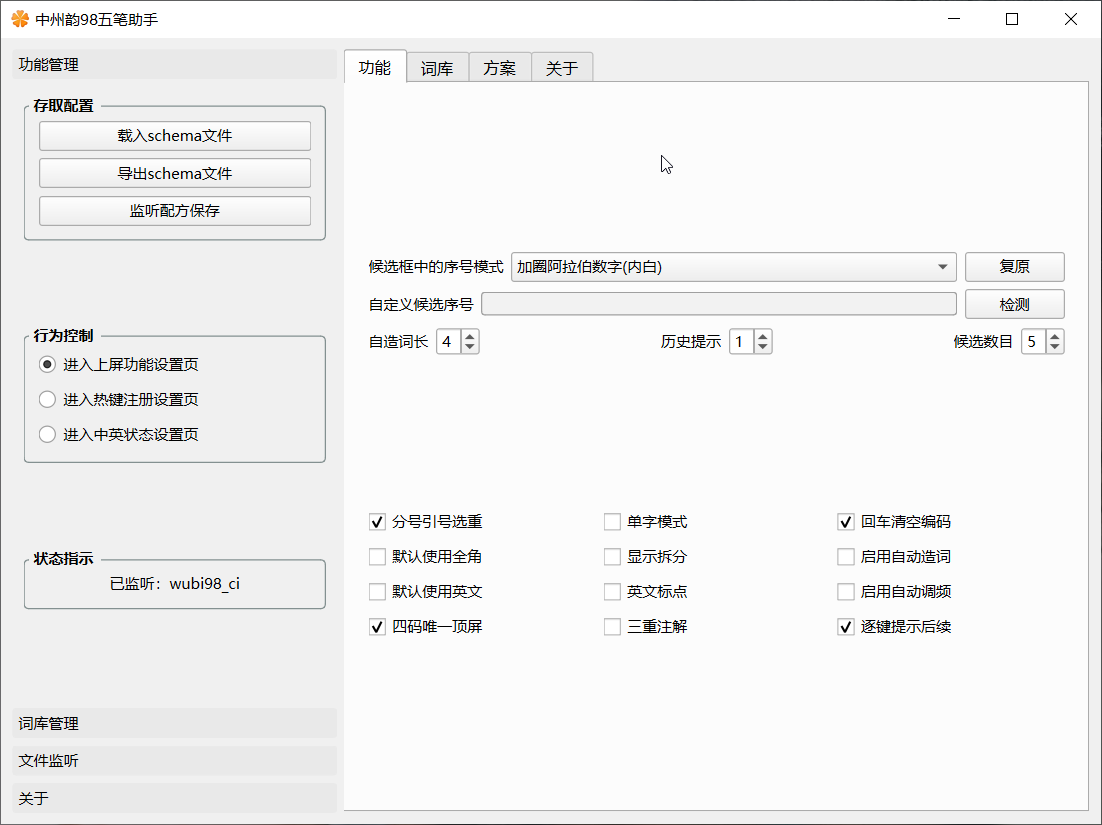 中州韵98五笔助手
功能管理
存取配置
载入schema文件
导出schema文件
监听配方保存
行为控制
进入上屏功能设置页
进入热键注册设置页
进入中英状态设置页
状态指示
已监听：wubi98_ci
词库管理
文件监听
关于
功能 词库 方案 关于
候选框中的序号模式 加圈阿拉伯数字(内白) 复原
自定义候选序号 检测
自造词长 4 历史提示 1 候选数目 5
分号引号选重 单字模式 回车清空编码
默认使用全角 显示拆分 启用自动造词
默认使用英文 英文标点 启用自动调频
四码唯一顶屏 三重注解 逐键提示后续